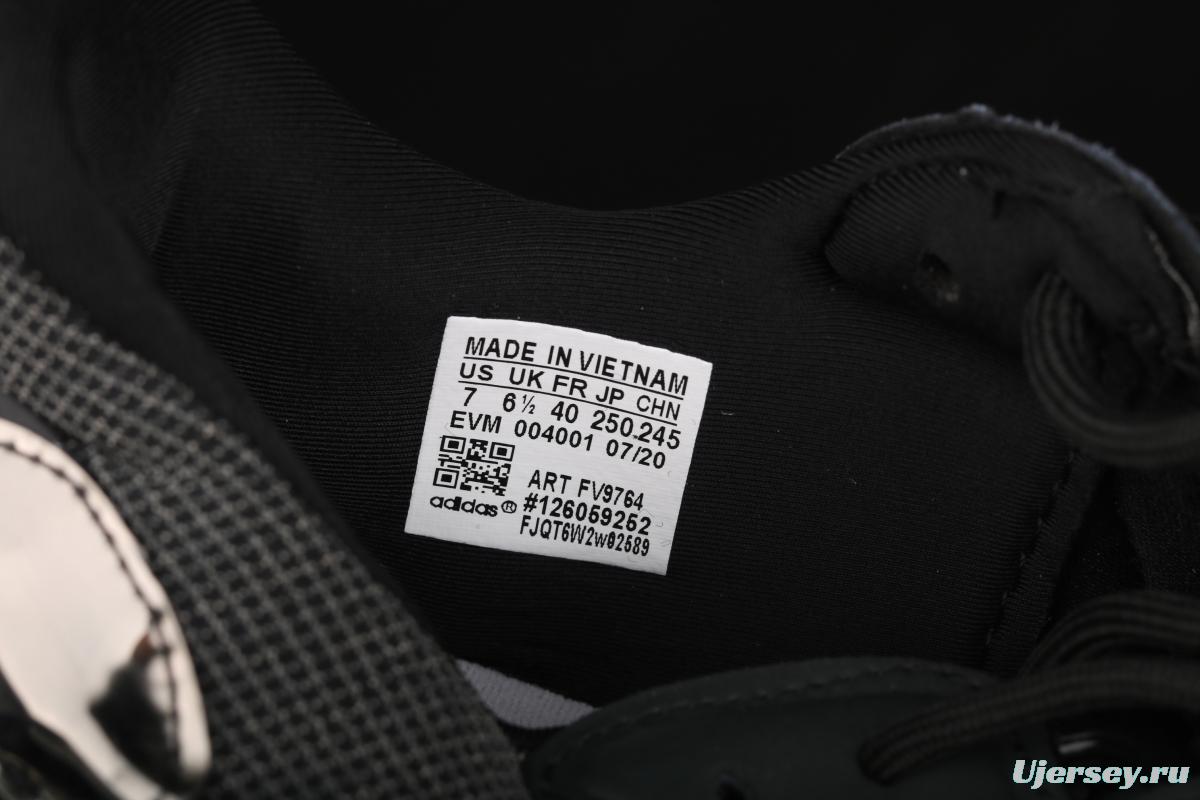 MADE IN VIETNAM
US UK FR JP CHN
7 6½ 40 250.245
EVM 004001 07/20
ART FV9764
adidas® #126059252
FJQT6W2w02589
Ujersey.ru